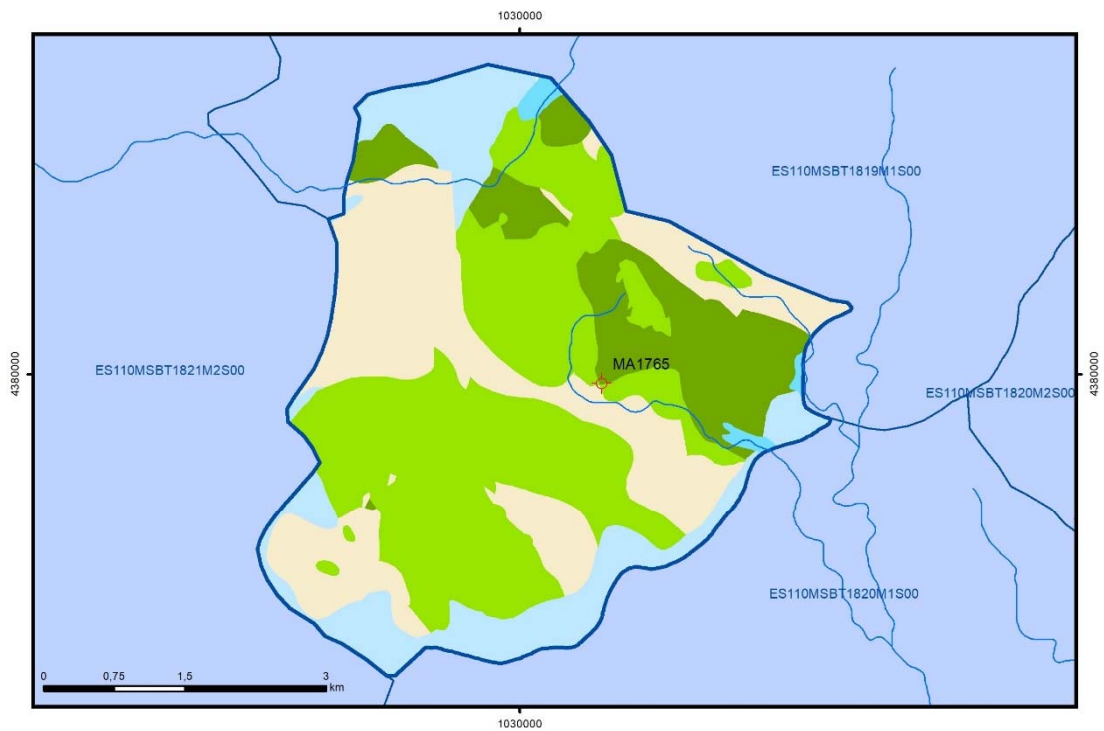 1030000
ES110MSBT1819M1S00
MA1765
4380000
ES110MSBT1821M2S00
4380000
ES110MSBT1820M2S00
ES110MSBT1820M1S00
0 0,75 1,5 3
km
1030000